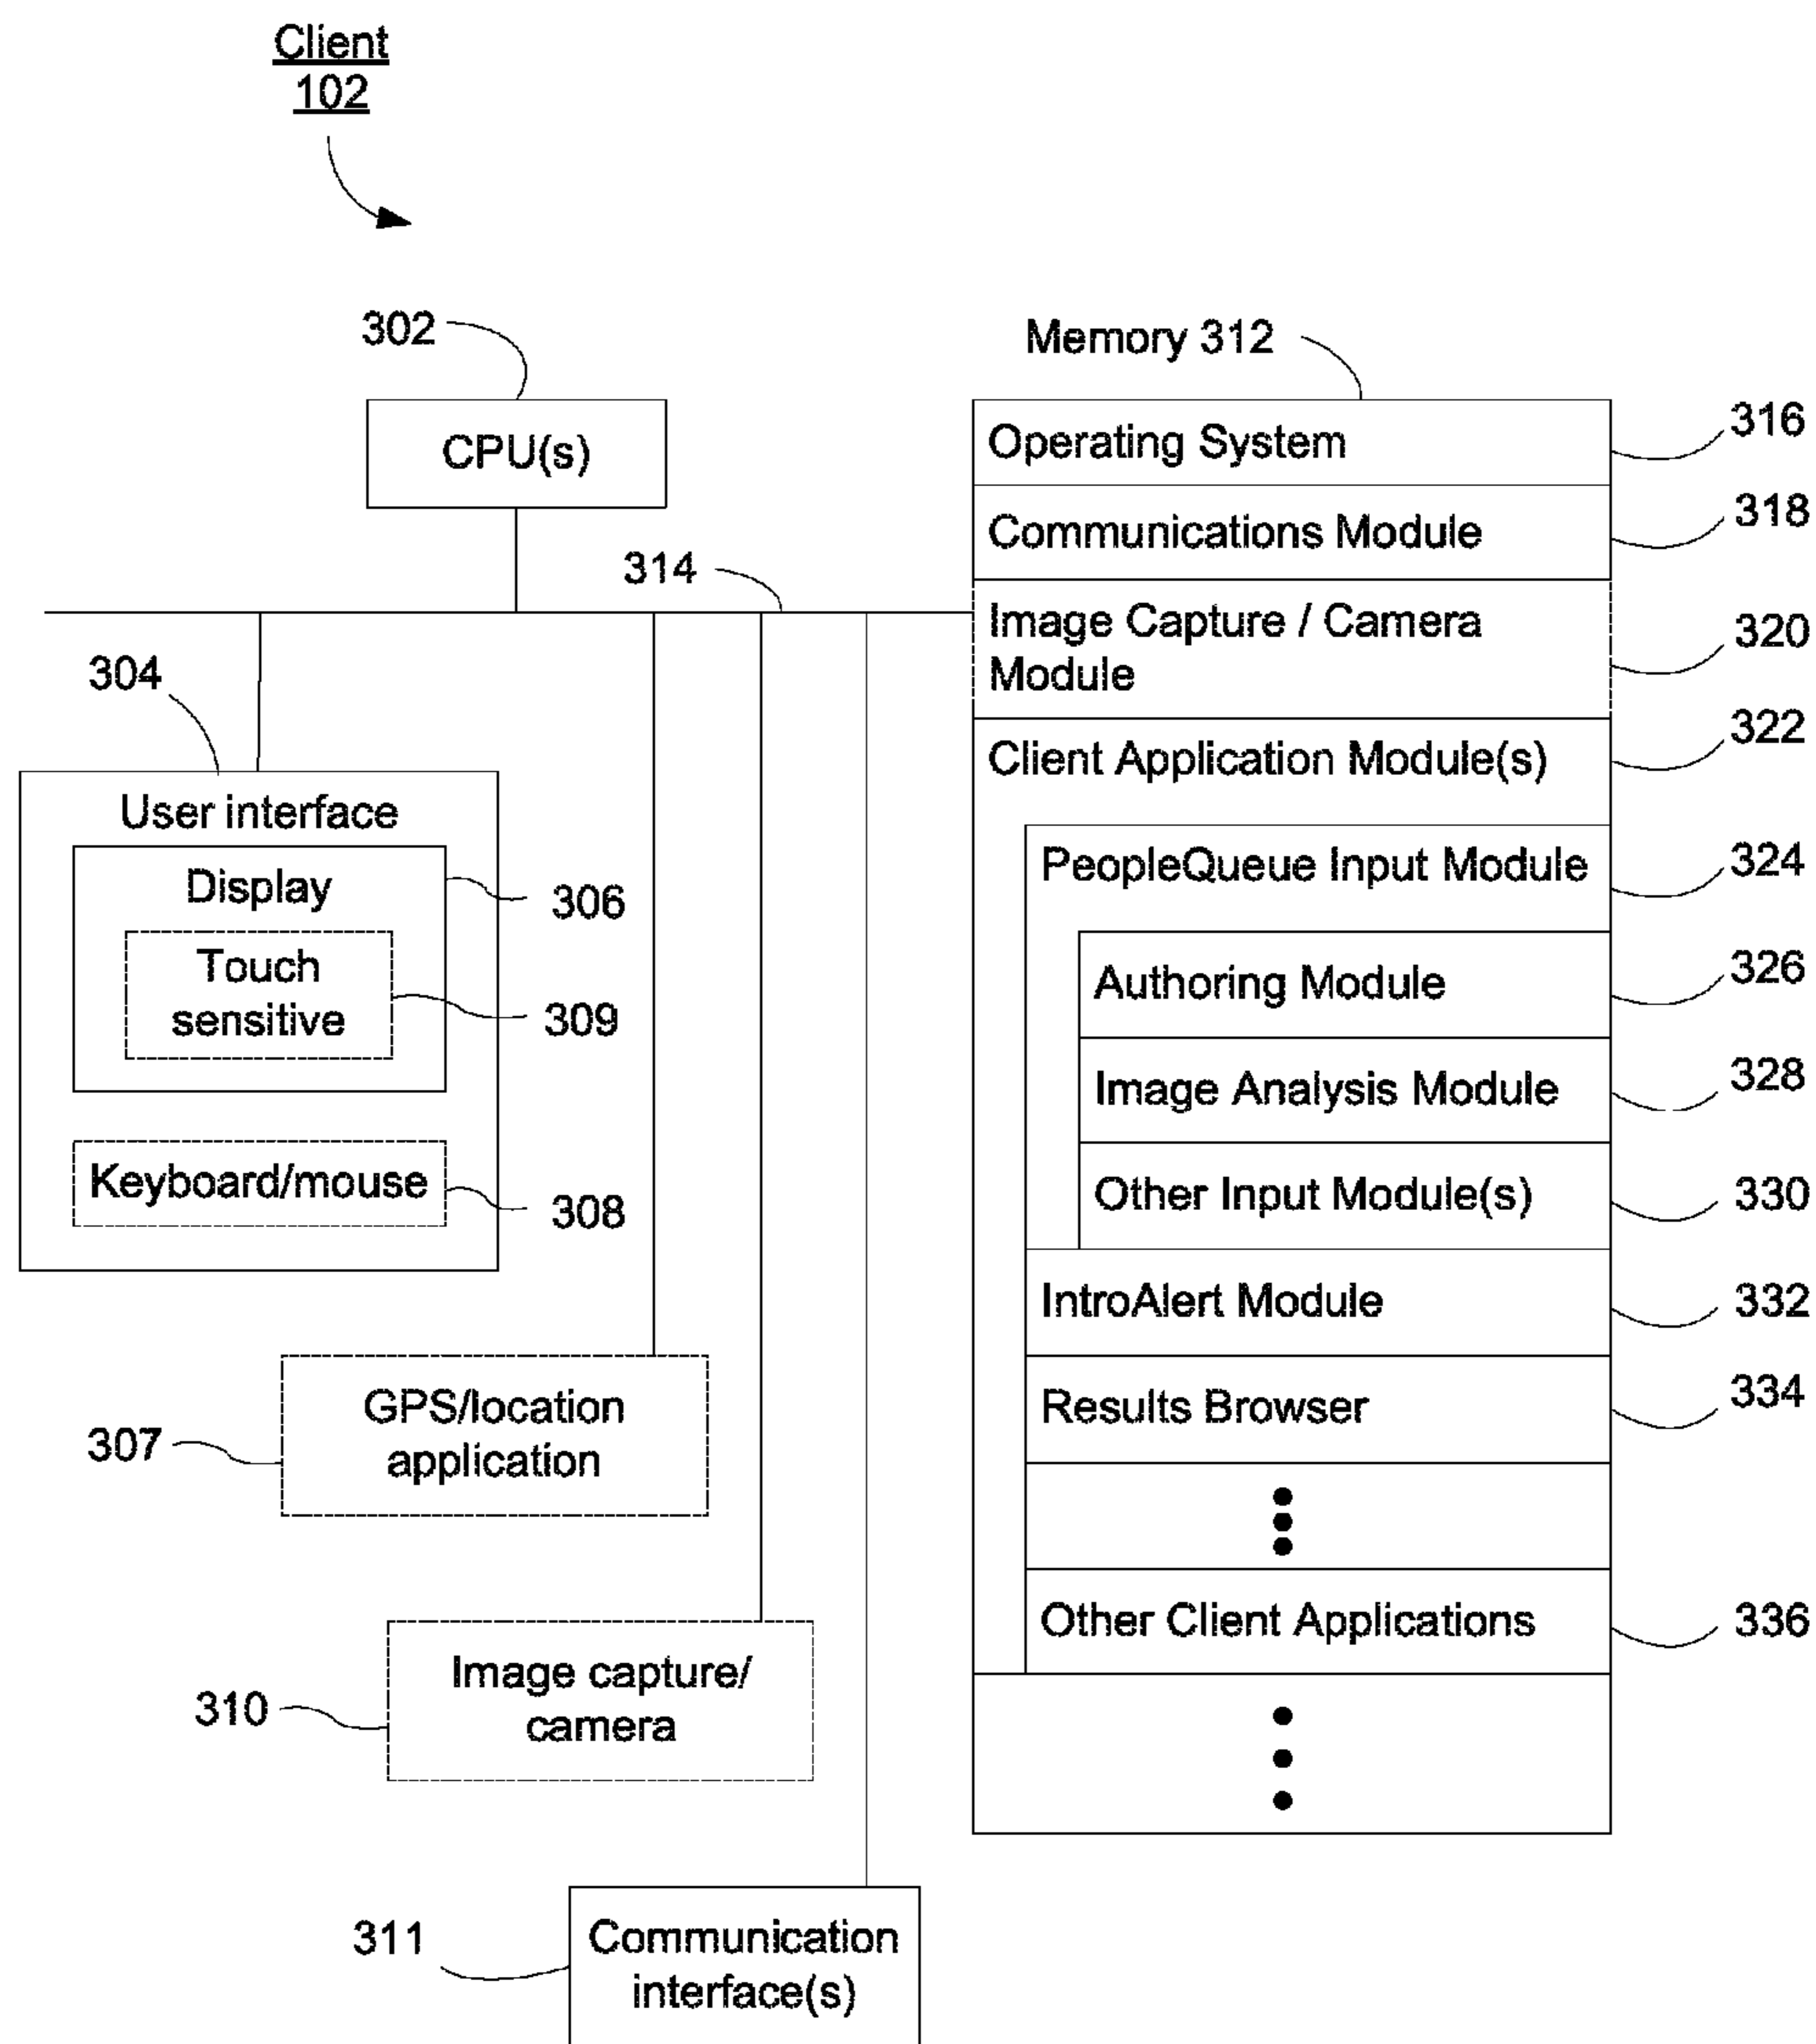 Client
102
302
CPU(s)
314
304
User interface
Display
306
Touch
sensitive
309
Keyboard/mouse
308
GPS/location
application
307
Image capture/
camera
310
Communication
interface(s)
311
Memory 312
Operating System
316
Communications Module
318
Image Capture / Camera
Module
320
Client Application Module(s)
322
PeopleQueue Input Module
324
Authoring Module
326
Image Analysis Module
328
Other Input Module(s)
330
IntroAlert Module
332
Results Browser
334
Other Client Applications
336